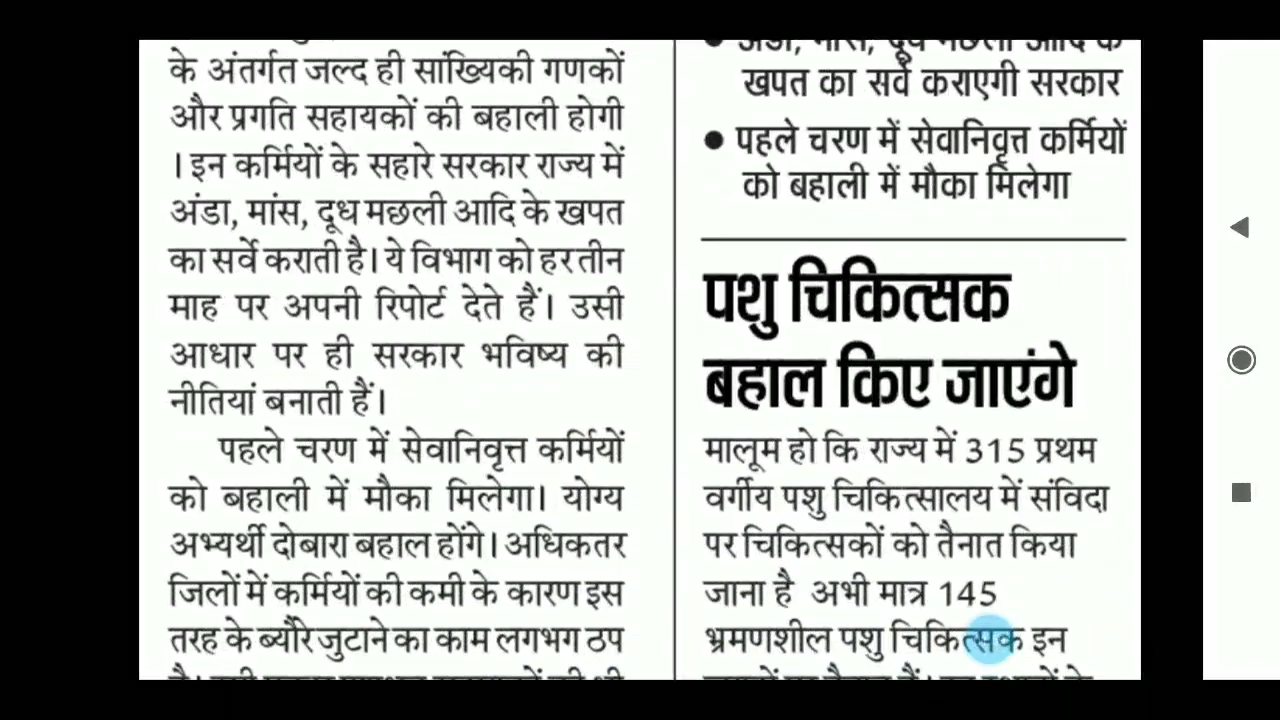 के अंतर्गत जल्द ही सांख्यिकी गणकों
और प्रगति सहायकों की बहाली होगी
। इन कर्मियों के सहारे सरकार राज्य में
अंडा, मांस, दूध मछली आदि के खपत
का सर्वे कराती है। ये विभाग को हर तीन
माह पर अपनी रिपोर्ट देते हैं। उसी
आधार पर ही सरकार भविष्य की
नीतियां बनाती हैं।
पहले चरण में सेवानिवृत्त कर्मियों
को बहाली में मौका मिलेगा। योग्य
अभ्यर्थी दोबारा बहाल होंगे। अधिकतर
जिलों में कर्मियों की कमी के कारण इस
तरह के ब्यौरे जुटाने का काम लगभग ठप
● अंडा, मांस, दूध मछली आदि के
खपत का सर्वे कराएगी सरकार
● पहले चरण में सेवानिवृत्त कर्मियों
को बहाली में मौका मिलेगा
पशु चिकित्सक
बहाल किए जाएंगे
मालूम हो कि राज्य में 315 प्रथम
वर्गीय पशु चिकित्सालय में संविदा
पर चिकित्सकों को तैनात किया
जाना है अभी मात्र 145
भ्रमणशील पशु चिकित्सक इन